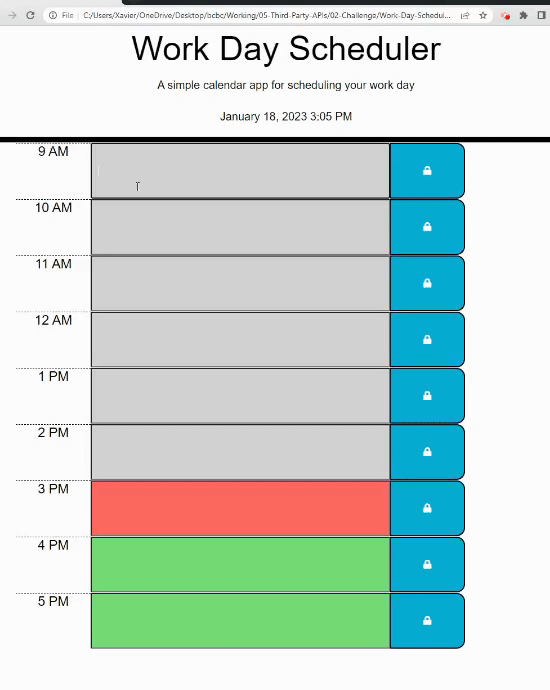 File | C:/Users/Xavier/OneDrive/Desktop/bcbc/Working/05-Third-Party-APIs/02-Challenge/Work-Day-Schedul...
Work Day Scheduler
A simple calendar app for scheduling your work day
January 18, 2023 3:05 PM
9 AM
10 AM
11 AM
12 AM
1 PM
2 PM
3 PM
4 PM
5 PM